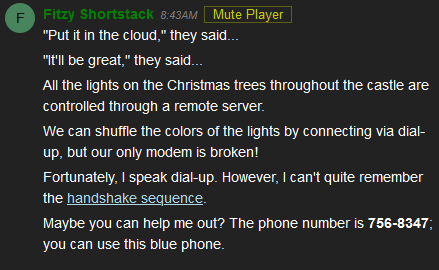 F
Fitzy Shortstack 8:43AM Mute Player
"Put it in the cloud," they said...
"It'll be great," they said...
All the lights on the Christmas trees throughout the castle are
controlled through a remote server.
We can shuffle the colors of the lights by connecting via dial-
up, but our only modem is broken!
Fortunately, I speak dial-up. However, I can't quite remember
the handshake sequence.
Maybe you can help me out? The phone number is 756-8347;
you can use this blue phone.